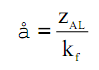 å = z_AL / k_f